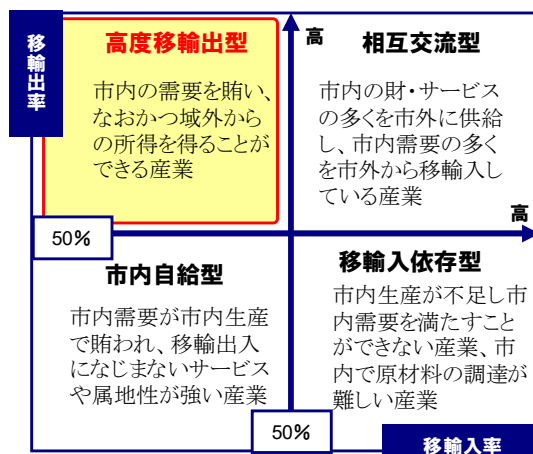 移輸出率
高度移輸出型
市内の需要を賄い、
なおかつ域外から
の所得を得ることが
できる産業
高
相互交流型
市内の財・サービス
の多くを市外に供給
し、市内需要の多く
を市外から移輸入し
ている産業
高
50%
市内自給型
市内需要が市内生産
で賄われ、移輸出入
になじまないサービス
や属地性が強い産業
移輸入依存型
市内生産が不足し市
内需要を満たすこと
ができない産業、市
内で原材料の調達が
難しい産業
50%
移輸入率